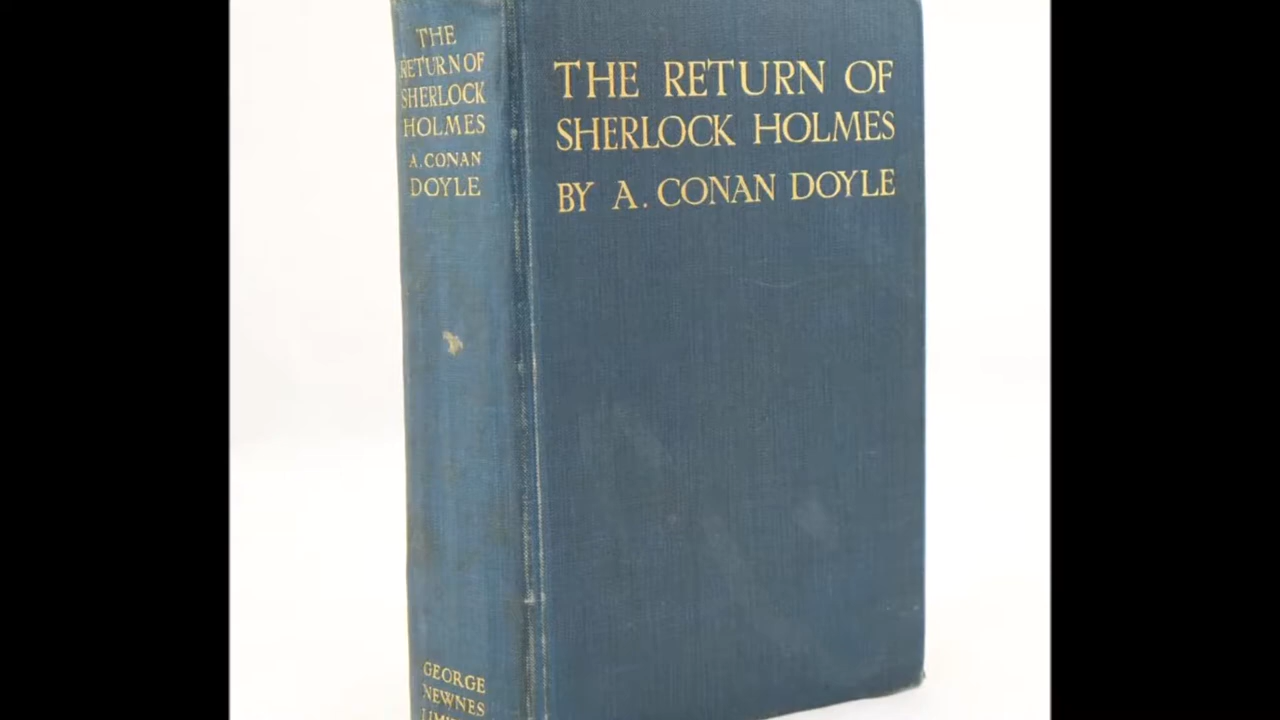 THE
RETURN OF
SHERLOCK
HOLMES
A. CONAN
DOYLE
GEORGE
NEWNES
THE RETURN OF
SHERLOCK HOLMES
BY A. CONAN DOYLE